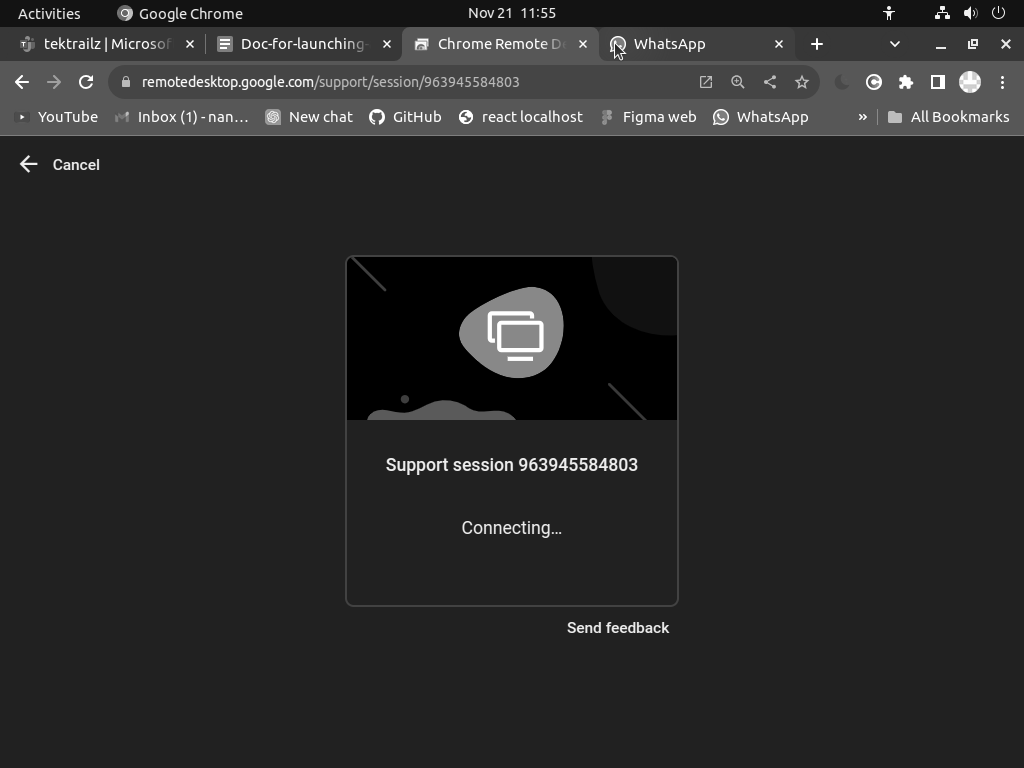 Activities Google Chrome Nov 21 11:55
tektrailz | Microsof Doc-for-launching- Chrome Remote D WhatsApp
remotedesktop.google.com/support/session/963945584803
YouTube Inbox (1) - nan… New chat GitHub react localhost Figma web WhatsApp » All Bookmarks
Cancel
Support session 963945584803
Connecting…
Send feedback